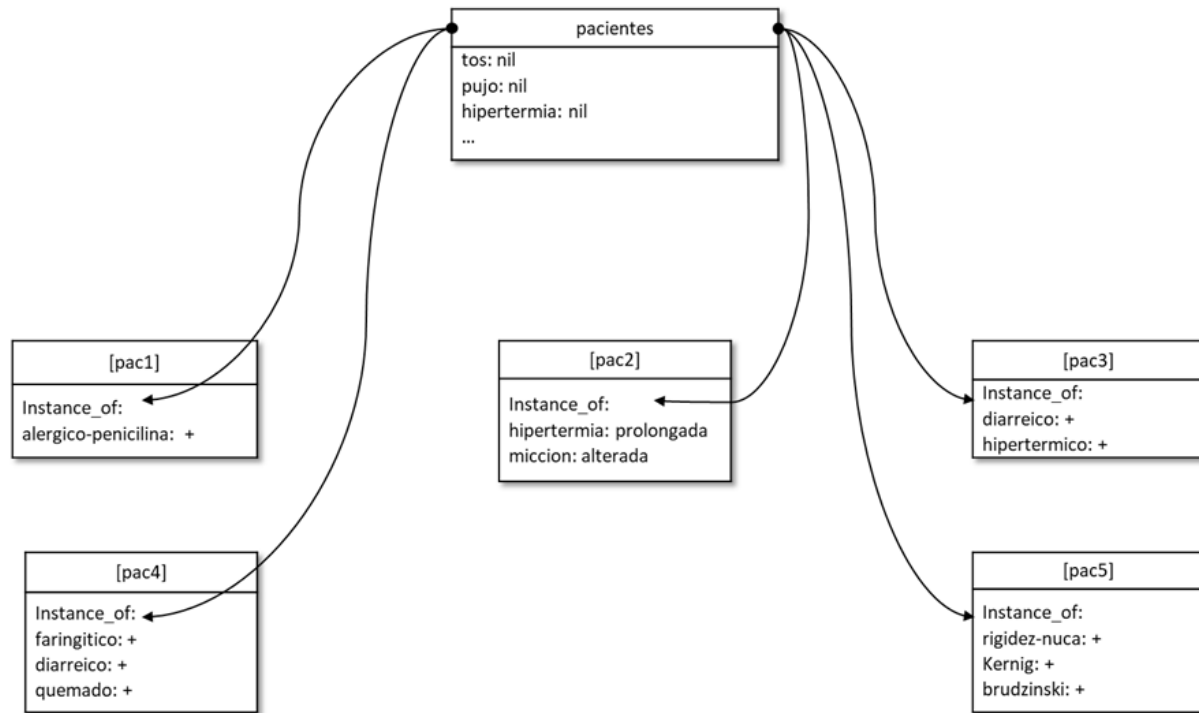 pacientes
tos: nil
pujo: nil
hipertermia: nil
...
[pac1]
Instance_of:
alergico-penicilina: +
[pac2]
Instance_of:
hipertermia: prolongada
miccion: alterada
[pac3]
Instance_of:
diarreico: +
hipertermico: +
[pac4]
Instance_of:
faringitico: +
diarreico: +
quemado: +
[pac5]
Instance_of:
rigidez-nuca: +
Kernig: +
brudzinski: +